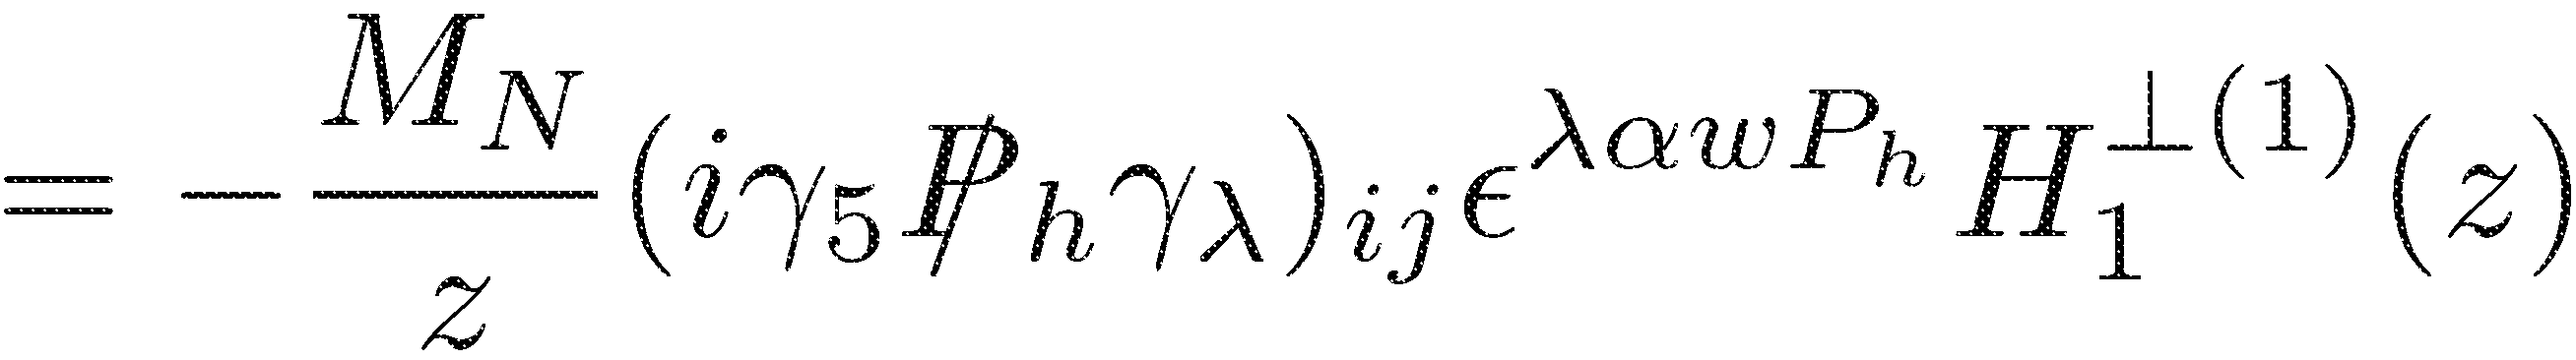 $= -\frac{M_N}{z} (i\gamma_5 \not{P}_h \gamma_\lambda)_{ij} \epsilon^{\lambda\alpha w P_h} H_1^{\perp(1)}(z)$